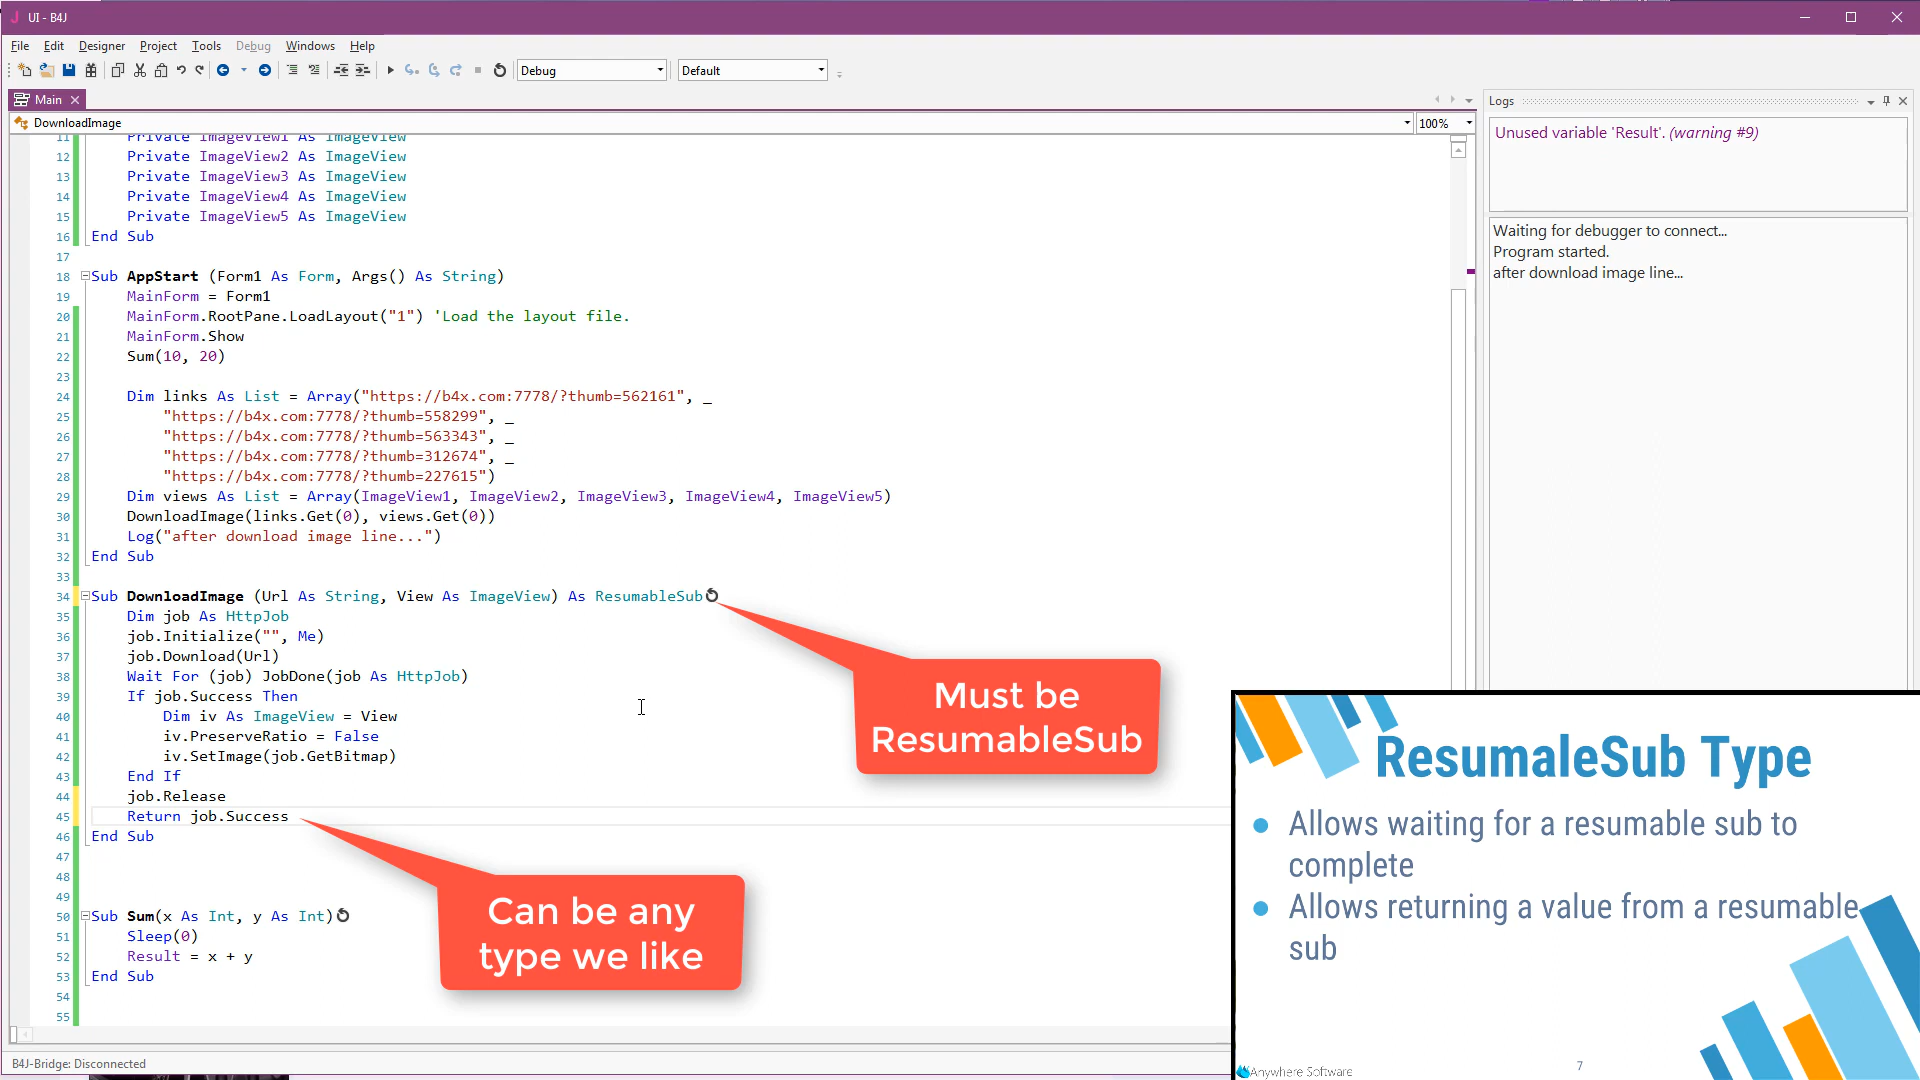 UI - B4J
File Edit Designer Project Tools Debug Windows Help
Debug Default
Main
DownloadImage
100%
11 Private ImageView1 As ImageView
12 Private ImageView2 As ImageView
13 Private ImageView3 As ImageView
14 Private ImageView4 As ImageView
15 Private ImageView5 As ImageView
16 End Sub
17
18 Sub AppStart (Form1 As Form, Args() As String)
19 MainForm = Form1
20 MainForm.RootPane.LoadLayout("1") 'Load the layout file.
21 MainForm.Show
22 Sum(10, 20)
23
24 Dim links As List = Array("https://b4x.com:7778/?thumb=562161", _
25 "https://b4x.com:7778/?thumb=558299", _
26 "https://b4x.com:7778/?thumb=563343", _
27 "https://b4x.com:7778/?thumb=312674", _
28 "https://b4x.com:7778/?thumb=227615")
29 Dim views As List = Array(ImageView1, ImageView2, ImageView3, ImageView4, ImageView5)
30 DownloadImage(links.Get(0), views.Get(0))
31 Log("after download image line...")
32 End Sub
33
34 Sub DownloadImage (Url As String, View As ImageView) As ResumableSub
35 Dim job As HttpJob
36 job.Initialize("", Me)
37 job.Download(Url)
38 Wait For (job) JobDone(job As HttpJob)
39 If job.Success Then
40 Dim iv As ImageView = View
41 iv.PreserveRatio = False
42 iv.SetImage(job.GetBitmap)
43 End If
44 job.Release
45 Return job.Success
46 End Sub
47
48
49
50 Sub Sum(x As Int, y As Int)
51 Sleep(0)
52 Result = x + y
53 End Sub
54
55
Must be
ResumableSub
Can be any
type we like
B4J-Bridge: Disconnected
Logs
Unused variable 'Result'. (warning #9)
Waiting for debugger to connect...
Program started.
after download image line...
ResumaleSub Type
Allows waiting for a resumable sub to
complete
Allows returning a value from a resumable
sub
Anywhere Software
7